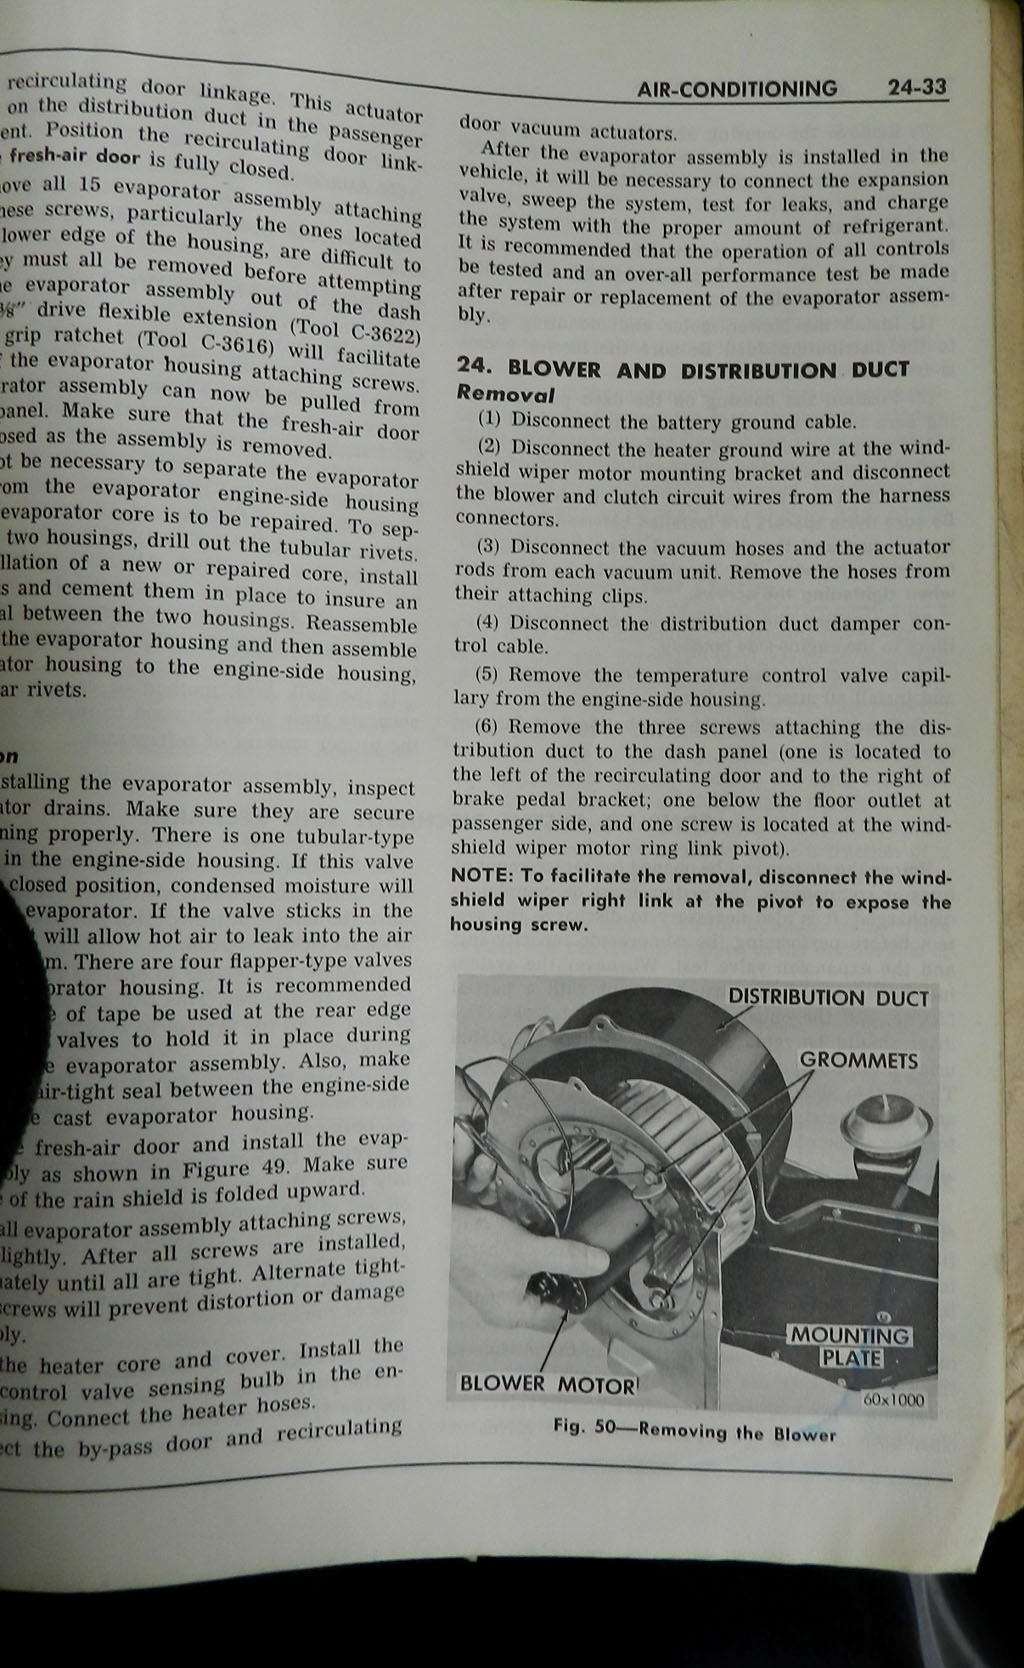 AIR-CONDITIONING 24-33
recirculating door linkage. This actuator
on the distribution duct in the passenger
ent. Position the recirculating door link-
fresh-air door is fully closed.
ove all 15 evaporator assembly attaching
hese screws, particularly the ones located
lower edge of the housing, are difficult to
ey must all be removed before attempting
e evaporator assembly out of the dash
⅜" drive flexible extension (Tool C-3622)
grip ratchet (Tool C-3616) will facilitate
the evaporator housing attaching screws.
rator assembly can now be pulled from
panel. Make sure that the fresh-air door
osed as the assembly is removed.
ot be necessary to separate the evaporator
rom the evaporator engine-side housing
evaporator core is to be repaired. To sep-
two housings, drill out the tubular rivets.
llation of a new or repaired core, install
s and cement them in place to insure an
al between the two housings. Reassemble
the evaporator housing and then assemble
ator housing to the engine-side housing,
ar rivets.
on
stalling the evaporator assembly, inspect
ator drains. Make sure they are secure
ning properly. There is one tubular-type
in the engine-side housing. If this valve
closed position, condensed moisture will
evaporator. If the valve sticks in the
will allow hot air to leak into the air
m. There are four flapper-type valves
orator housing. It is recommended
of tape be used at the rear edge
valves to hold it in place during
e evaporator assembly. Also, make
air-tight seal between the engine-side
e cast evaporator housing.
fresh-air door and install the evap-
bly as shown in Figure 49. Make sure
of the rain shield is folded upward.
all evaporator assembly attaching screws,
lightly. After all screws are installed,
nately until all are tight. Alternate tight-
screws will prevent distortion or damage
bly.
the heater core and cover. Install the
control valve sensing bulb in the en-
sing. Connect the heater hoses.
ect the by-pass door and recirculating
door vacuum actuators.
After the evaporator assembly is installed in the
vehicle, it will be necessary to connect the expansion
valve, sweep the system, test for leaks, and charge
the system with the proper amount of refrigerant.
It is recommended that the operation of all controls
be tested and an over-all performance test be made
after repair or replacement of the evaporator assem-
bly.
24. BLOWER AND DISTRIBUTION DUCT
Removal
(1) Disconnect the battery ground cable.
(2) Disconnect the heater ground wire at the wind-
shield wiper motor mounting bracket and disconnect
the blower and clutch circuit wires from the harness
connectors.
(3) Disconnect the vacuum hoses and the actuator
rods from each vacuum unit. Remove the hoses from
their attaching clips.
(4) Disconnect the distribution duct damper con-
trol cable.
(5) Remove the temperature control valve capil-
lary from the engine-side housing.
(6) Remove the three screws attaching the dis-
tribution duct to the dash panel (one is located to
the left of the recirculating door and to the right of
brake pedal bracket; one below the floor outlet at
passenger side, and one screw is located at the wind-
shield wiper motor ring link pivot).
NOTE: To facilitate the removal, disconnect the wind-
shield wiper right link at the pivot to expose the
housing screw.
DISTRIBUTION DUCT
GROMMETS
MOUNTING
PLATE
BLOWER MOTOR
60x1000
Fig. 50—Removing the Blower